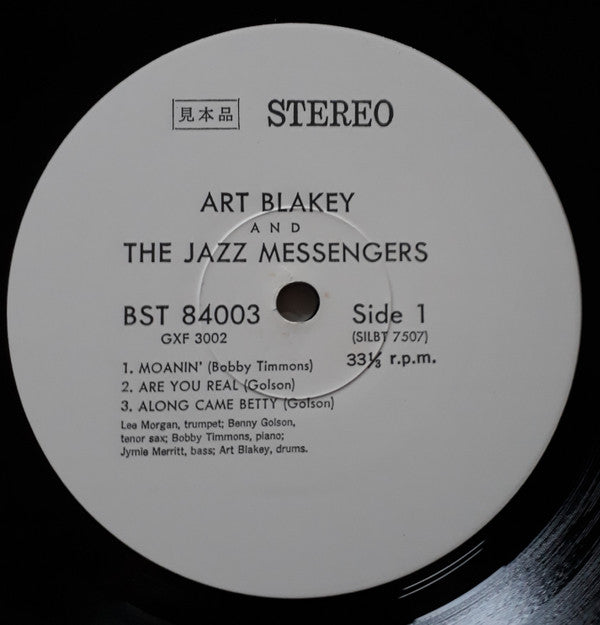 見本品 STEREO
ART BLAKEY
AND
THE JAZZ MESSENGERS
BST 84003 Side 1
GXF 3002 (SILBT 7507)
33⅓ r.p.m.
1. MOANIN' (Bobby Timmons)
2. ARE YOU REAL (Golson)
3. ALONG CAME BETTY (Golson)
Lee Morgan, trumpet; Benny Golson,
tenor sax; Bobby Timmons, piano;
Jymie Merritt, bass; Art Blakey, drums.